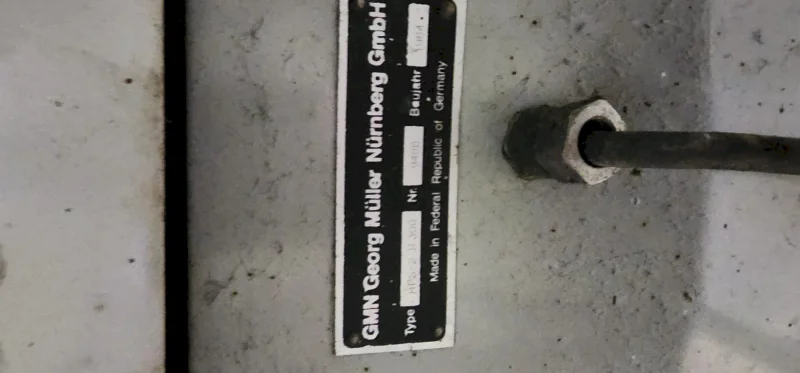 GMN Georg Müller Nürnberg GmbH
Type Nr. Baujahr
Made in Federal Republic of Germany